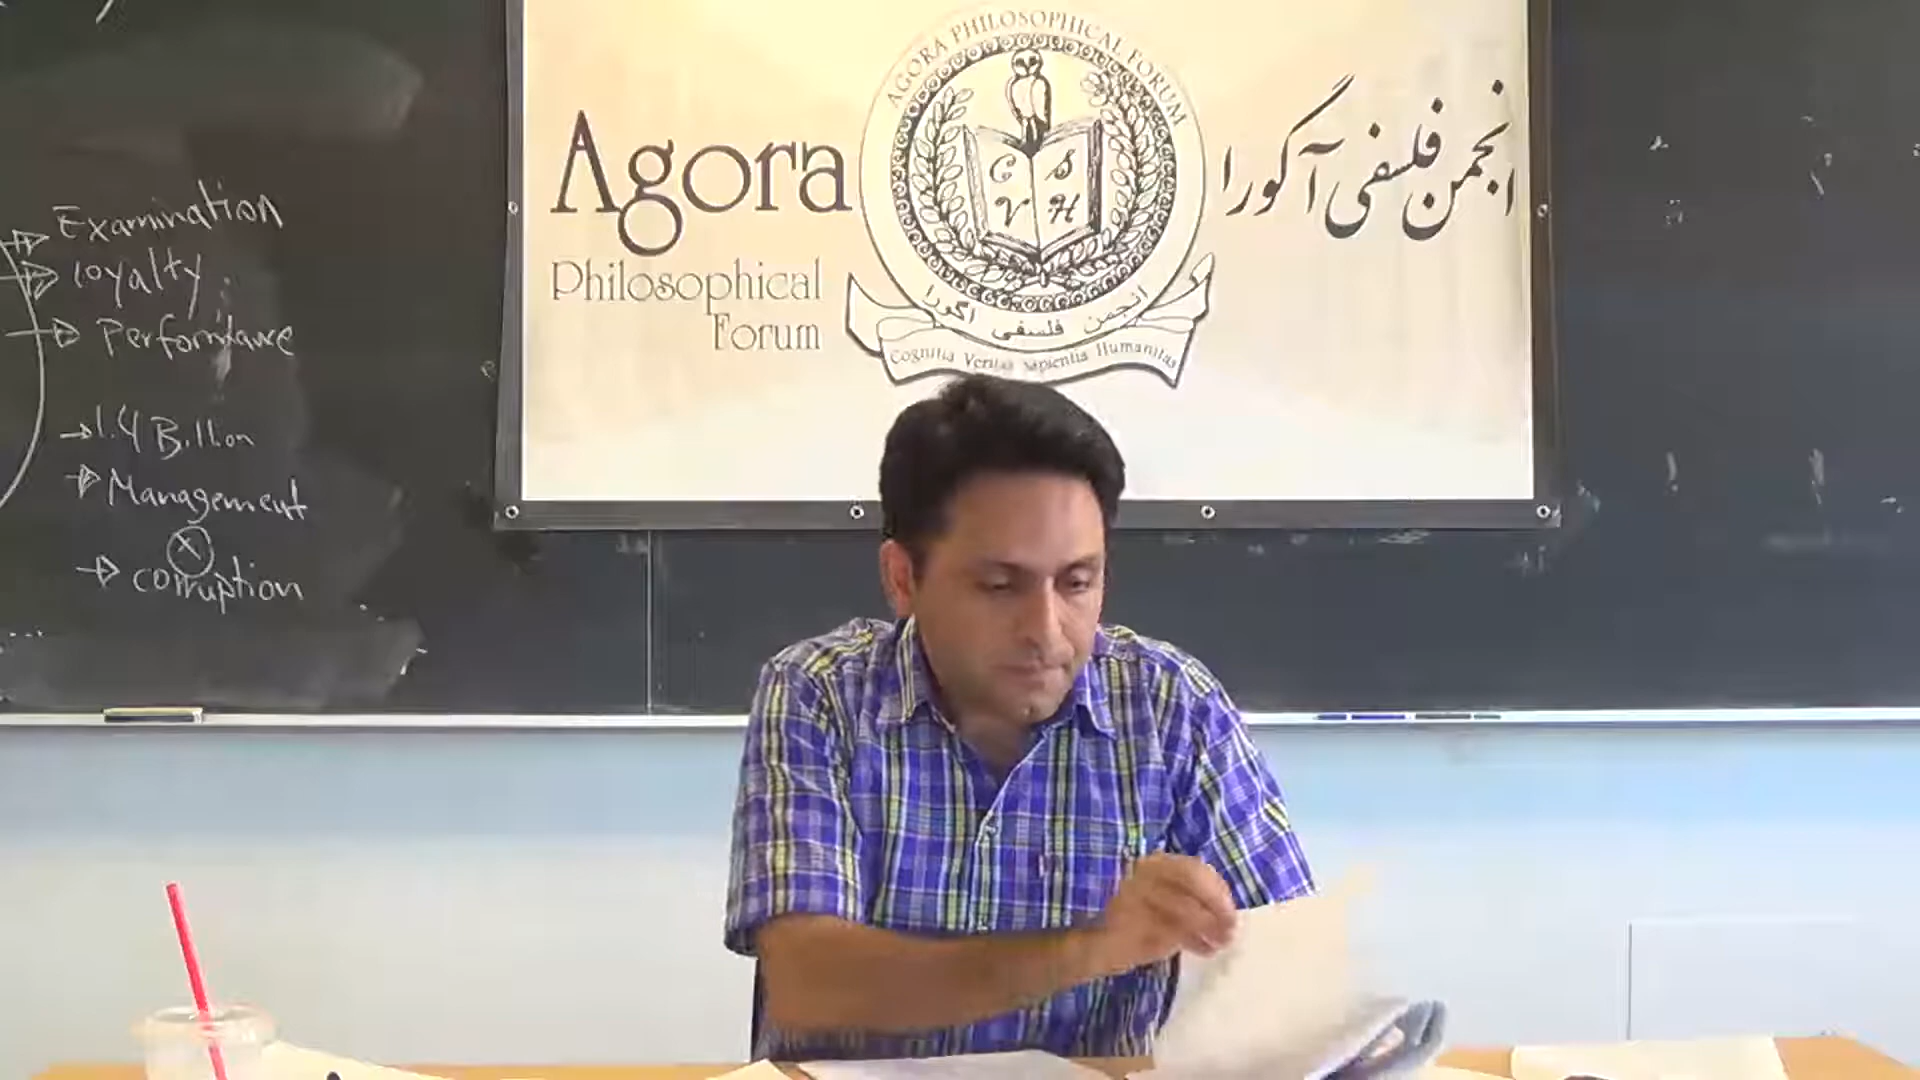 Examination
Loyalty
Performance
1.4 Billion
Management
corruption
AGORA PHILOSOPHICAL FORUM
C S
V H
Agora
Philosophical
Forum
انجمن فلسفی آگورا
انجمن فلسفی اگورا
Cognitia Veritas Sapientia Humanitas